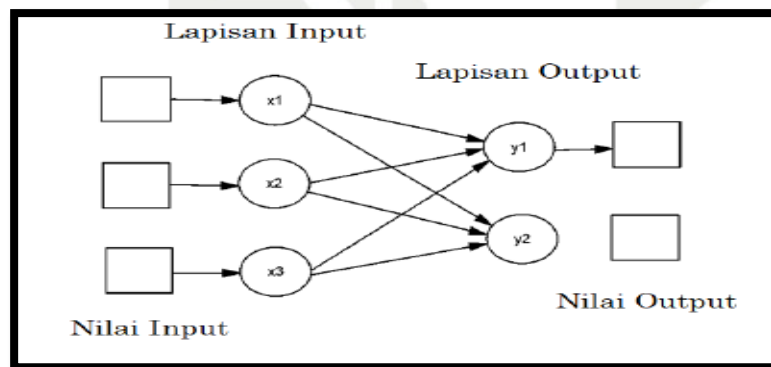 Lapisan Input
Lapisan Output
x1
y1
x2
y2
x3
Nilai Output
Nilai Input